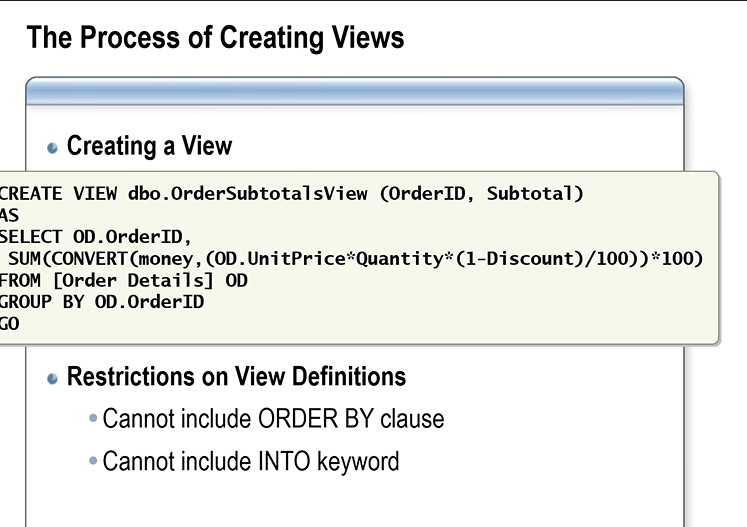 The Process of Creating Views
Creating a View
CREATE VIEW dbo.OrderSubtotalsView (OrderID, Subtotal)
AS
SELECT OD.OrderID,
SUM(CONVERT(money,(OD.UnitPrice*Quantity*(1-Discount)/100))*100)
FROM [Order Details] OD
GROUP BY OD.OrderID
GO
Restrictions on View Definitions
Cannot include ORDER BY clause
Cannot include INTO keyword